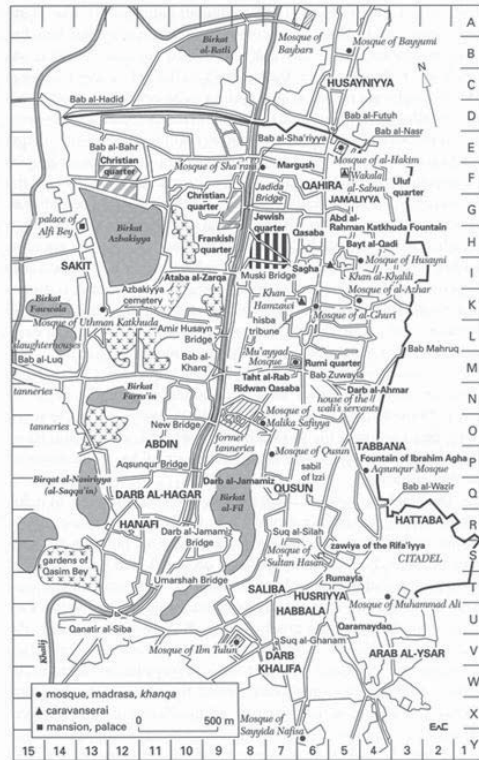 A
B
C
D
E
F
G
H
I
K
L
M
N
O
P
Q
R
S
T
U
V
W
X
Y
Birkat
al-Ratli
Mosque of
Baybars
Mosque of Bayyumi
HUSAYNIYYA
N
Bab al-Hadid
Bab al-Futuh
Bab al-Nasr
Bab al-Sha'riyya
Bab al-Bahr
Christian
quarter
Mosque of Sha'rani
Margush
Mosque of al-Hakim
Wakala
al-Sabun
Uluf
quarter
QAHIRA
JAMALIYYA
Jadida
Bridge
Christian
quarter
palace of
Alfi Bey
Birkat
Azbakiyya
Jewish
quarter
Frankish
quarter
Abd al-
Rahman Katkhuda Fountain
Qasaba
Bayt al-Qadi
Mosque of Husayni
SAKIT
Muski Bridge
Sagha
Khan al-Khalili
Ataba al-Zarqa
Azbakiyya
cemetery
Khan
Hamzawi
Mosque of al-Azhar
Birkat
Fawwala
Mosque of Uthman Katkhuda
hisba
tribune
Mosque of al-Ghuri
slaughterhouses
Bab al-Luq
Amir Husayn
Bridge
Mu'ayyad
Mosque
Rumi quarter
Bab Mahruq
Bab al-
Kharq
Taht al-Rab
Bab Zuwayla
Ridwan Qasaba
Darb al-Ahmar
tanneries
Birkat
Farra'in
house of the
wali's servants
Mosque of
Malika Safiyya
tanneries
New Bridge
former
tanneries
ABDIN
TABBANA
Fountain of Ibrahim Agha
Mosque of Qusun
Aqsunqur Bridge
Aqsunqur Mosque
Birqat al-Nasiriyya
(al-Saqqa'in)
Darb al-Jamamiz
sabil
of Izzi
DARB AL-HAGAR
QUSUN
Bab al-Wazir
Birkat
al-Fil
HATTABA
HANAFI
Darb al-Jamamiz
Bridge
Suq al-Silah
Mosque of
Sultan Hasan
zawiya of the Rifa'iyya
CITADEL
gardens of
Qasim Bey
Umarshah Bridge
Rumayla
SALIBA
HUSRIYYA
HABBALA
Mosque of Muhammad Ali
Qaramaydan
Khalij
Qanatir al-Siba
Mosque of Ibn Tulun
Suq al-Ghanam
DARB
KHALIFA
ARAB AL-YSAR
mosque, madrasa, khanqa
caravanserai
mansion, palace
0 500 m
Mosque of
Sayyida Nafisa
EAC
15 14 13 12 11 10 9 8 7 6 5 4 3 2 1